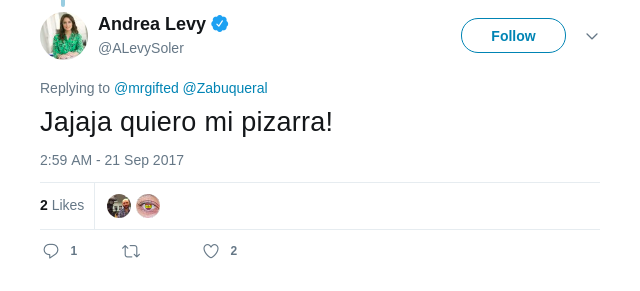 Andrea Levy
@ALevySoler
Follow
Replying to @mrgifted @Zabuqueral
Jajaja quiero mi pizarra!
2:59 AM - 21 Sep 2017
2 Likes
1
2